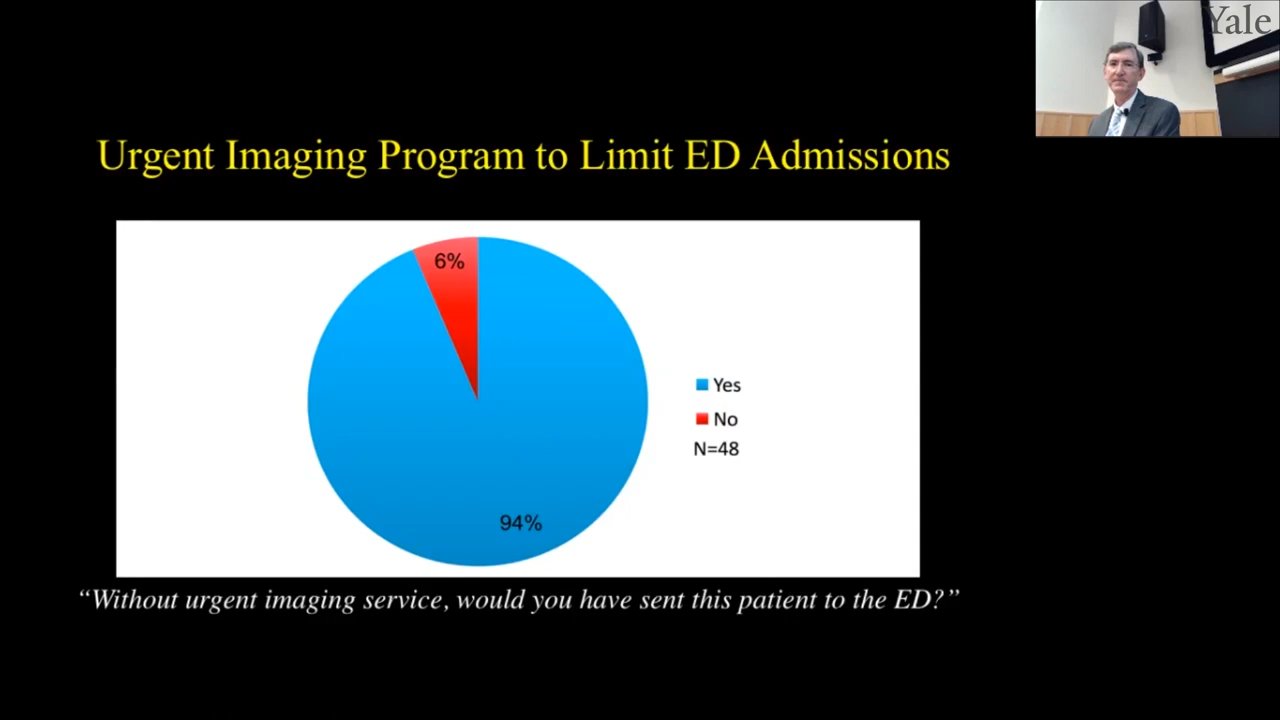 Yale
Urgent Imaging Program to Limit ED Admissions
6%
Yes
No
N=48
94%
“Without urgent imaging service, would you have sent this patient to the ED?”